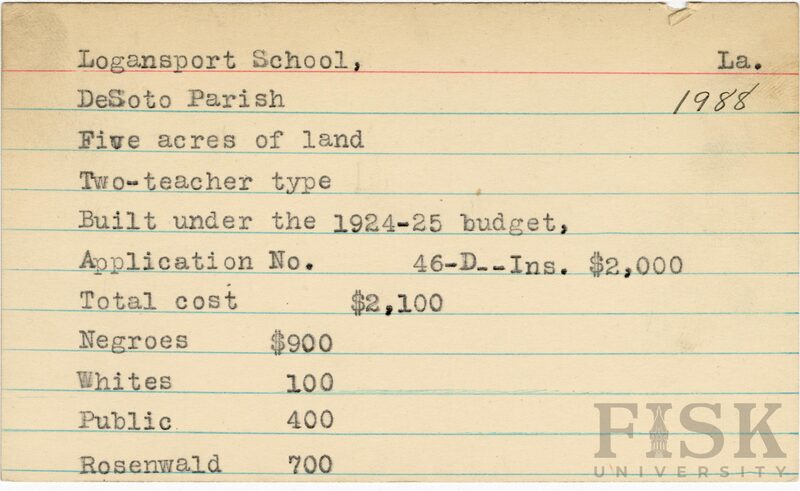 Logansport School, La.
DeSoto Parish 1988
Five acres of land
Two-teacher type
Built under the 1924-25 budget,
Application No. 46-D--Ins. $2,000
Total cost $2,100
Negroes $900
Whites 100
Public 400
Rosenwald 700
FISK
UNIVERSITY